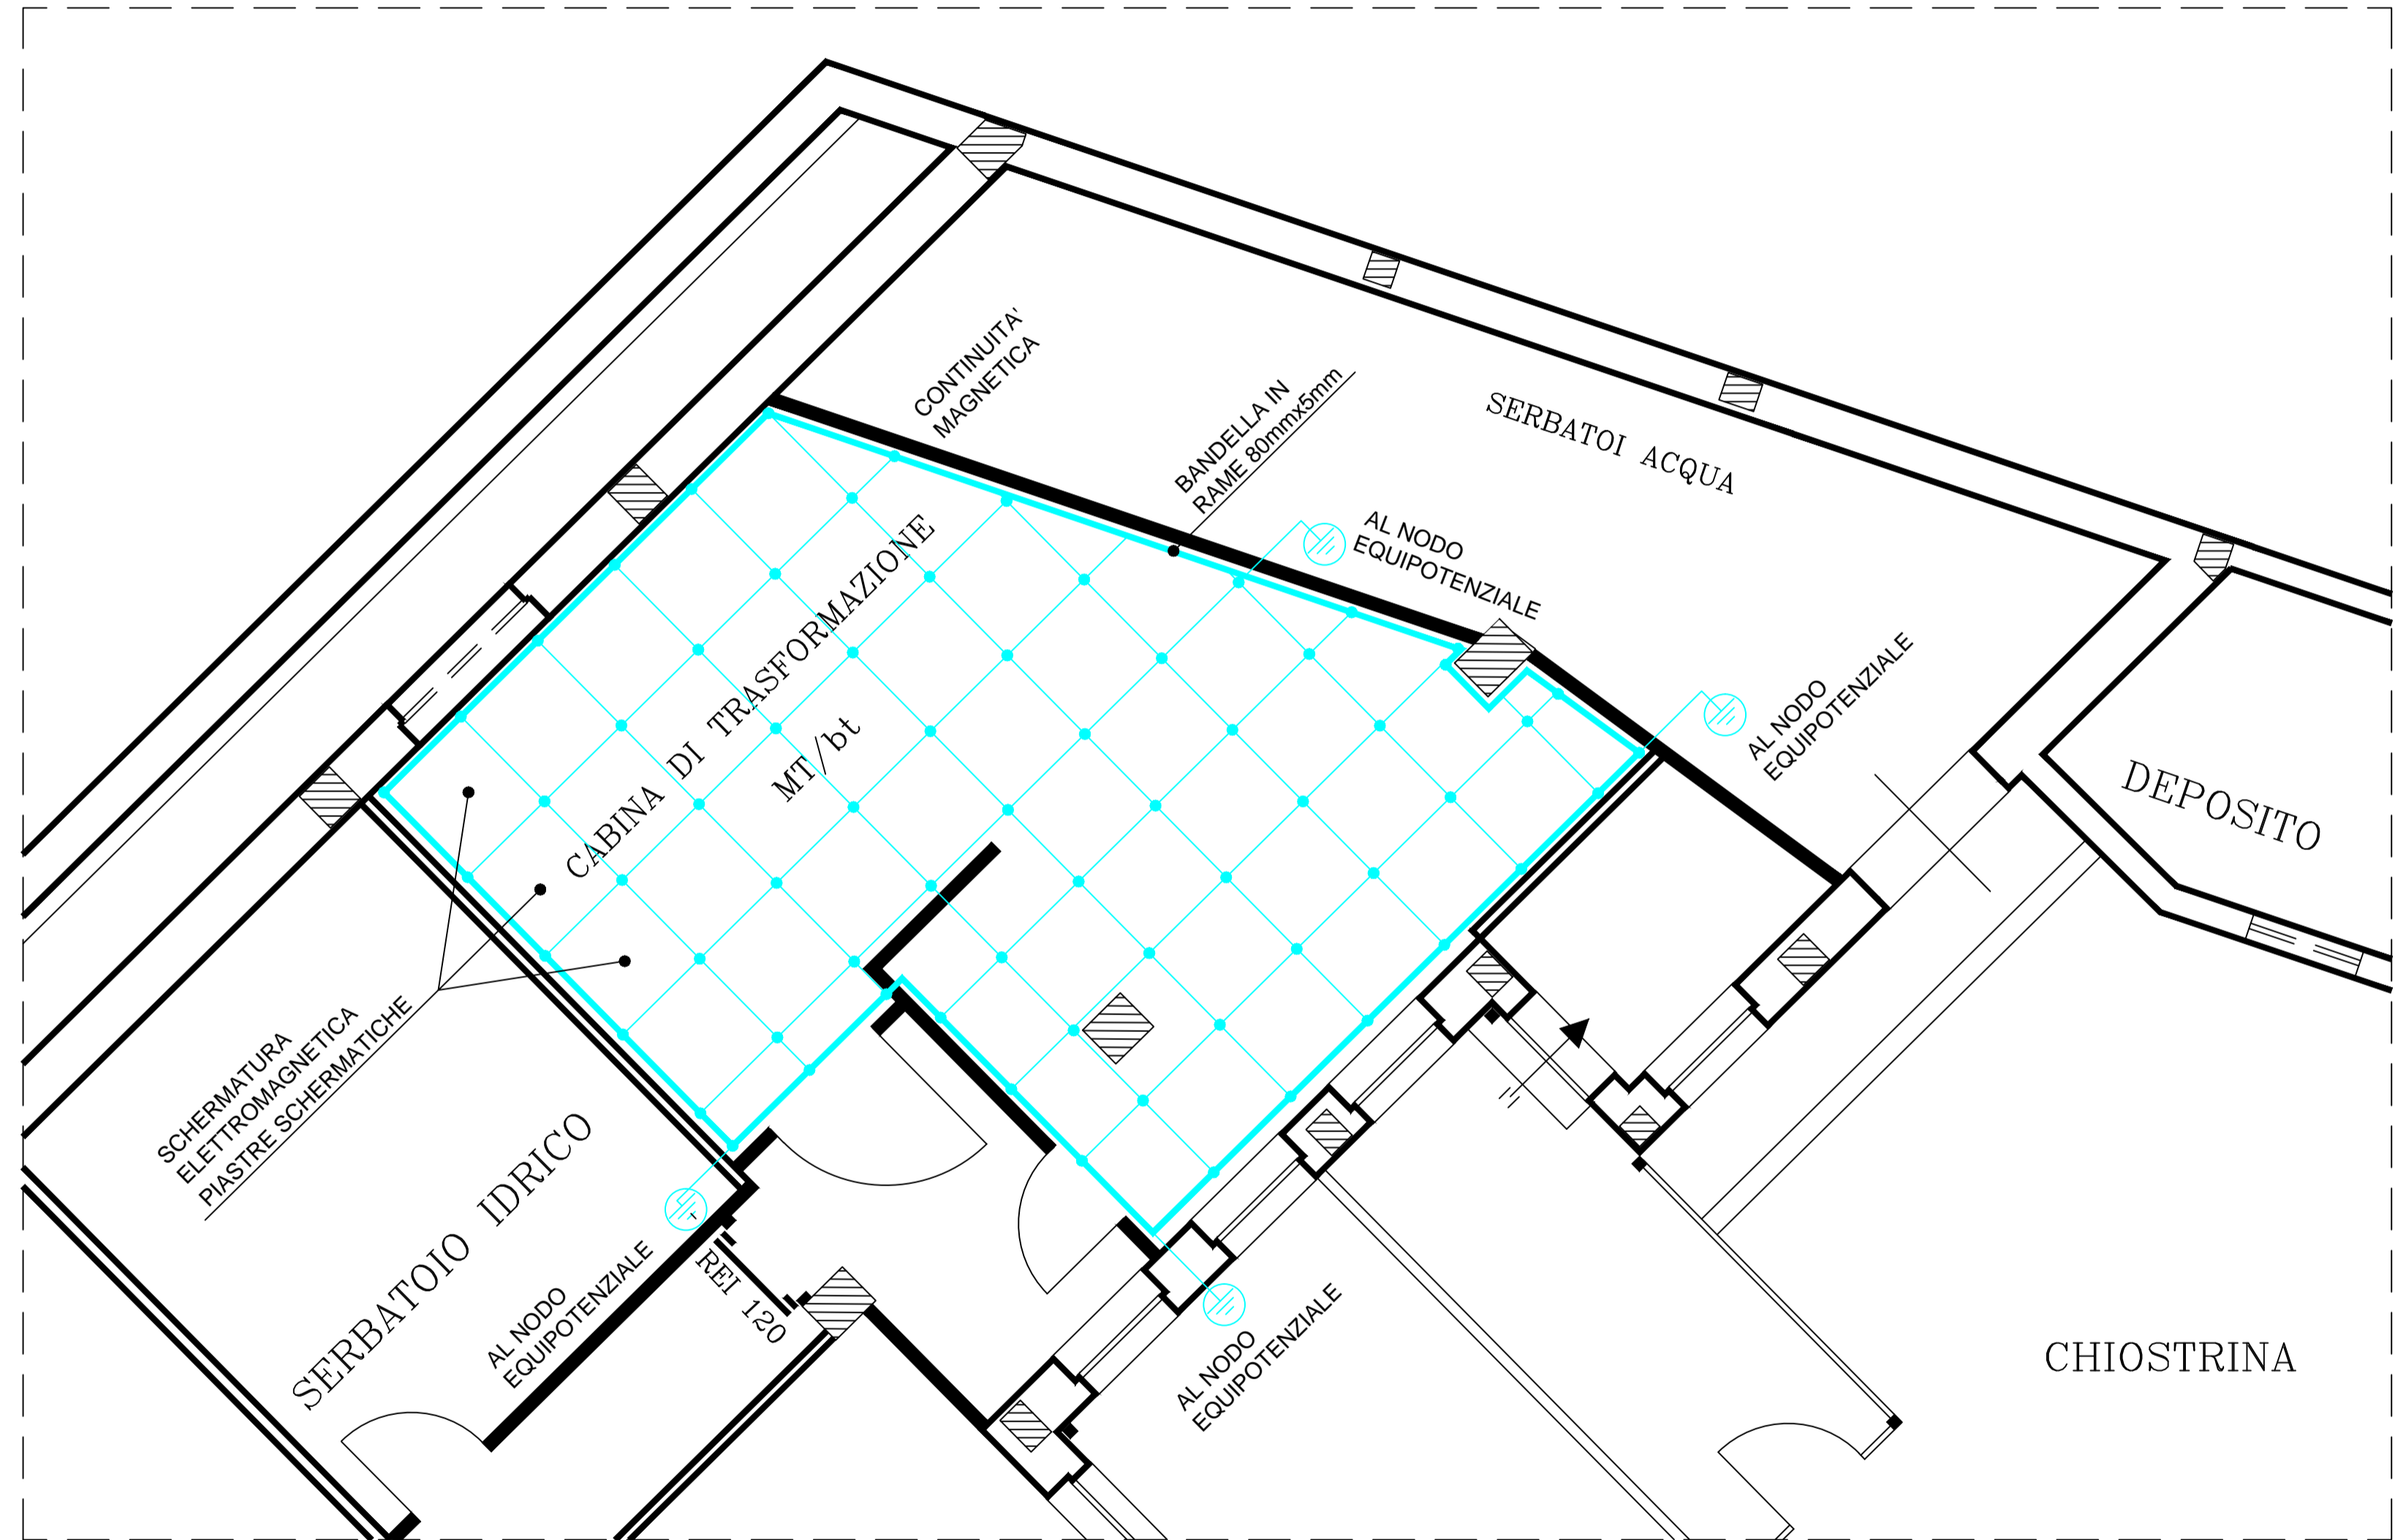 CONTINUITA'
MAGNETICA
BANDELLA IN
RAME 80mmx5mm
SERBATOI ACQUA
AL NODO
EQUIPOTENZIALE
AL NODO
EQUIPOTENZIALE
DEPOSITO
CABINA DI TRASFORMAZIONE
MT/bt
SCHERMATURA
ELETTROMAGNETICA
PIASTRE SCHERMATICHE
SERBATOIO IDRICO
AL NODO
EQUIPOTENZIALE
REI 120
AL NODO
EQUIPOTENZIALE
CHIOSTRINA